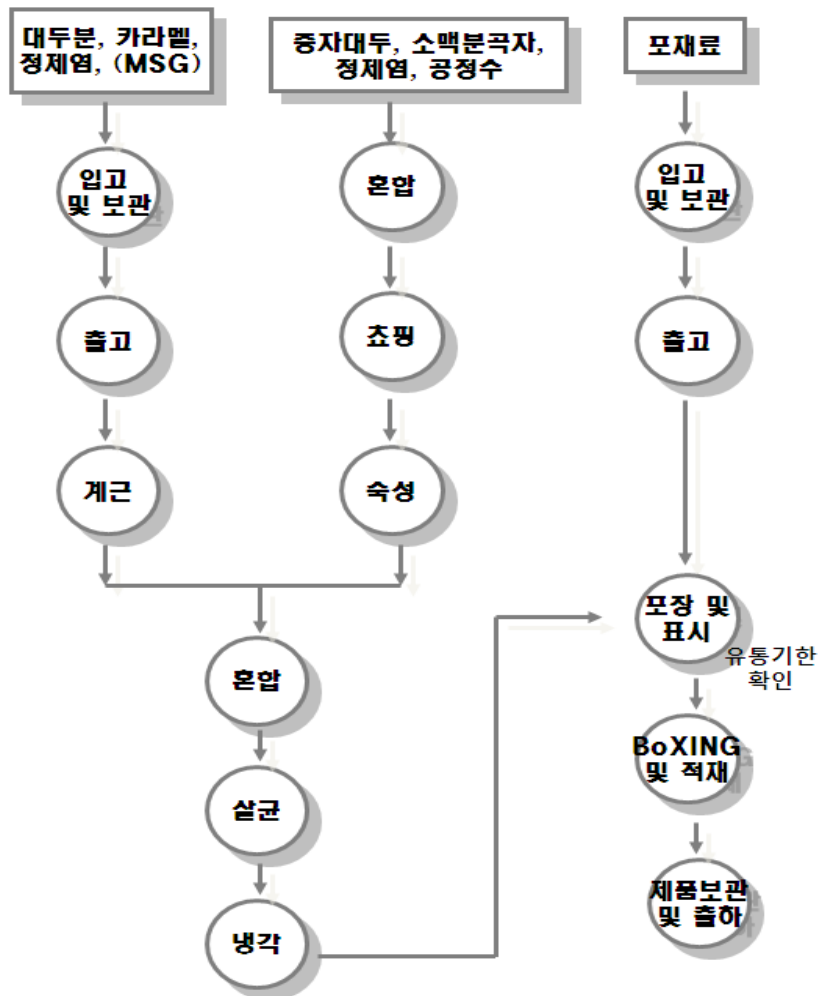 대두분, 카라멜,
정제염, (MSG)
증자대두, 소맥분곡자,
정제염, 공정수
포재료
입고
및 보관
혼합
입고
및 보관
출고
쵸핑
출고
계근
숙성
포장 및
표시
유통기한
확인
혼합
BoXING
및 적재
살균
제품보관
및 출하
냉각